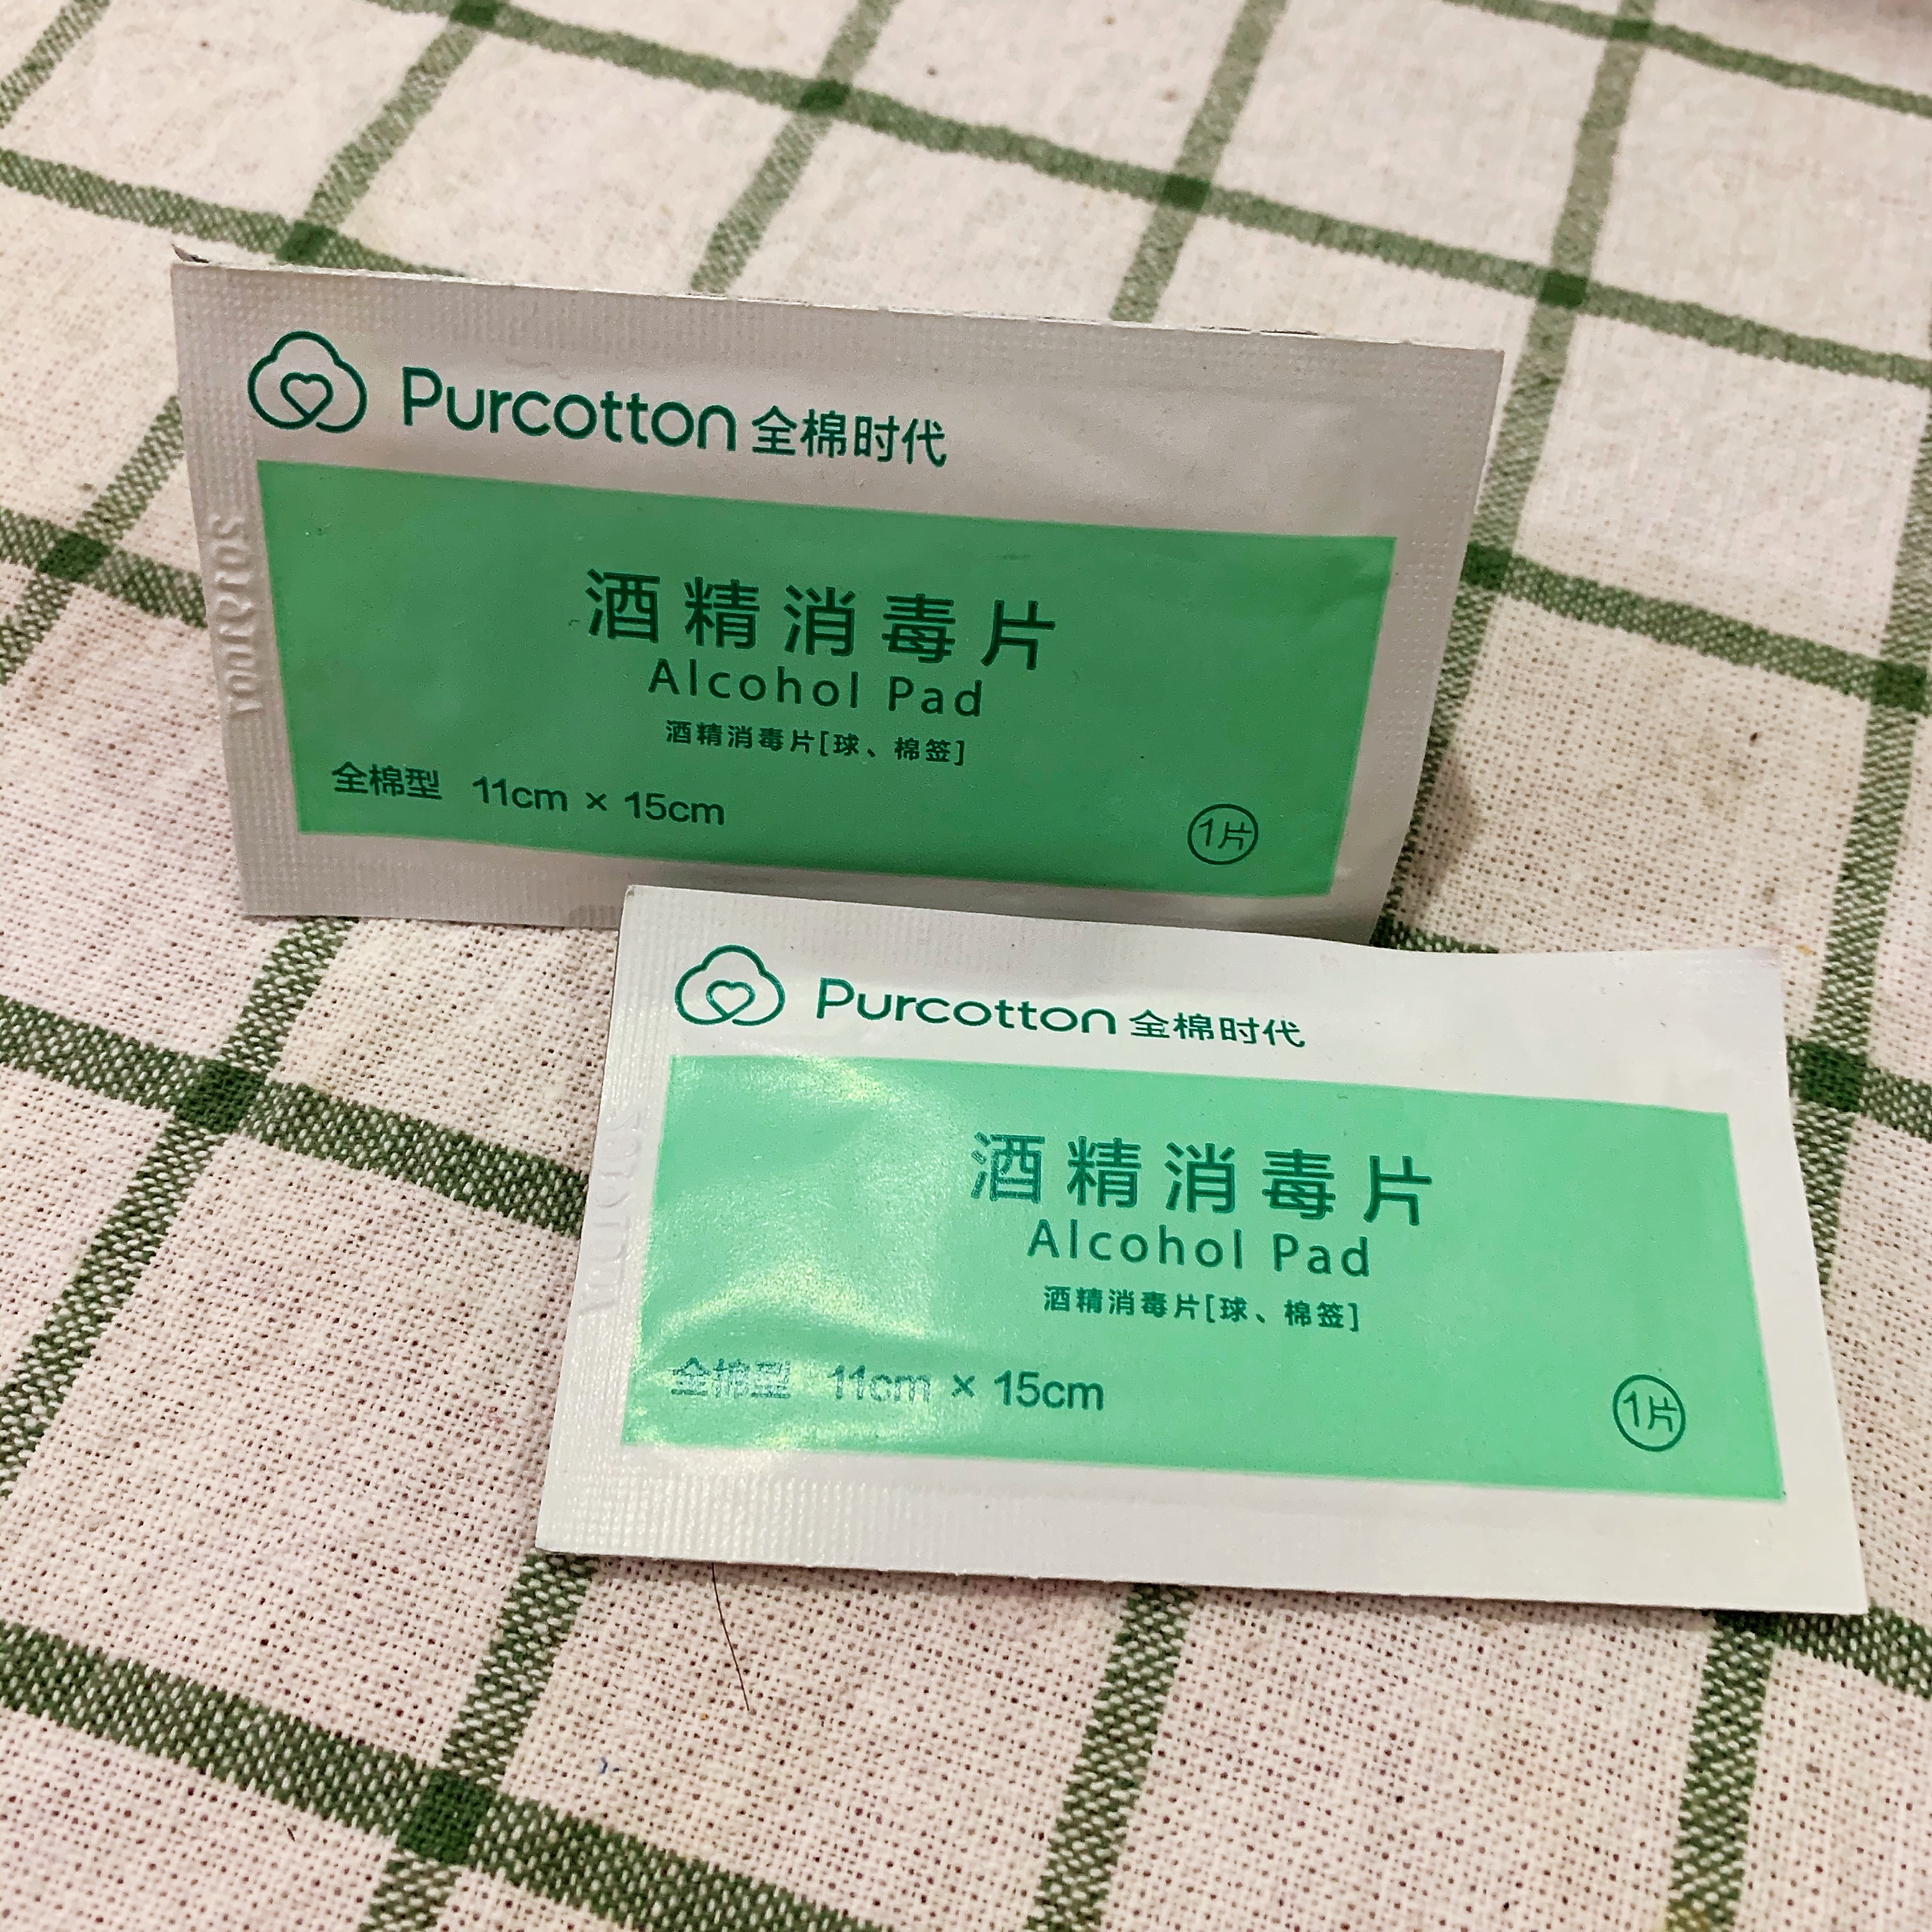 Purcotton 全棉时代
酒精消毒片
Alcohol Pad
酒精消毒片[球、棉签]
全棉型 11cm × 15cm
1片
Purcotton 全棉时代
酒精消毒片
Alcohol Pad
酒精消毒片[球、棉签]
全棉型 11cm × 15cm
1片